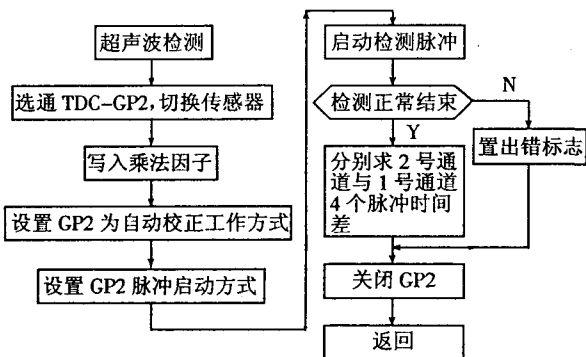 超声波检测
选通 TDC-GP2,切换传感器
写入乘法因子
设置 GP2 为自动校正工作方式
设置 GP2 脉冲启动方式
启动检测脉冲
检测正常结束
N
Y
置出错标志
分别求 2 号通
道与 1 号通道
4 个脉冲时间
差
关闭 GP2
返回